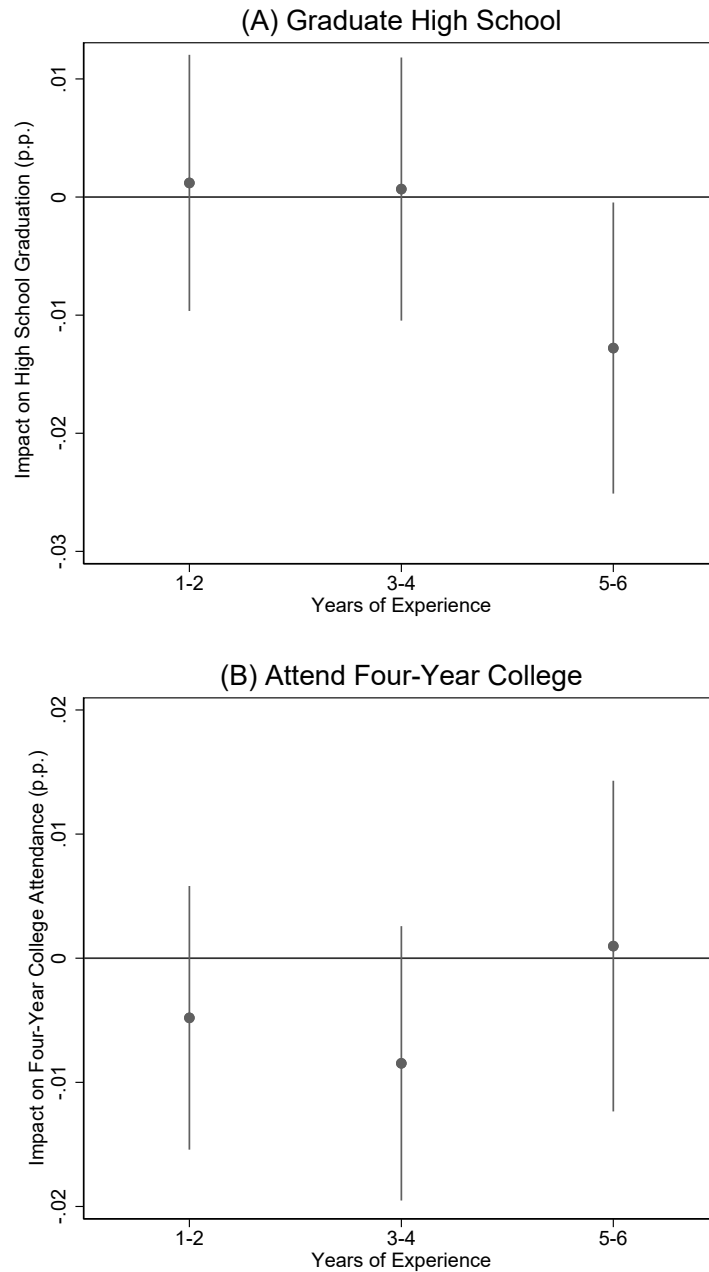 (A) Graduate High School
Impact on High School Graduation (p.p.)
.01
0
-.01
-.02
-.03
1-2 3-4 5-6
Years of Experience
(B) Attend Four-Year College
Impact on Four-Year College Attendance (p.p.)
.02
.01
0
-.01
-.02
1-2 3-4 5-6
Years of Experience